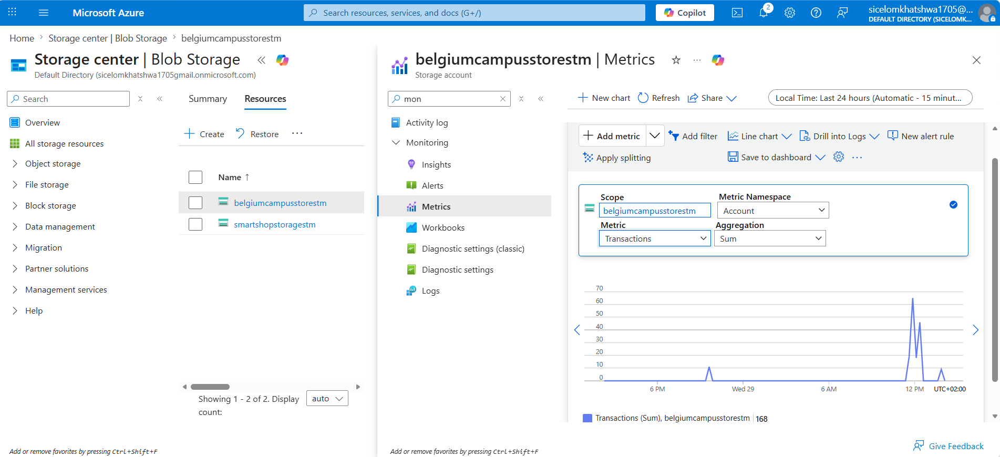 Microsoft Azure
Search resources, services, and docs (G+/)
Copilot
2
sicelomkhatshwa1705@...
DEFAULT DIRECTORY (SICELOMK...
Home > Storage center | Blob Storage > belgiumcampusstorestm
Storage center | Blob Storage
Default Directory (sicelomkhatshwa1705gmail.onmicrosoft.com)
Search
Overview
All storage resources
Object storage
File storage
Block storage
Data management
Migration
Partner solutions
Management services
Help
Add or remove favorites by pressing Ctrl+Shift+F
Summary Resources
Create Restore ...
Name ↑
belgiumcampusstorestm
smartshopstoragestm
Showing 1 - 2 of 2. Display count: auto
belgiumcampusstorestm | Metrics
Storage account
mon
Activity log
Monitoring
Insights
Alerts
Metrics
Workbooks
Diagnostic settings (classic)
Diagnostic settings
Logs
Add or remove favorites by pressing Ctrl+Shift+F
New chart Refresh Share
Local Time: Last 24 hours (Automatic - 15 minut...
Add metric Add filter Line chart Drill into Logs New alert rule
Apply splitting Save to dashboard ...
Scope Metric Namespace
belgiumcampusstorestm Account
Metric Aggregation
Transactions Sum
70
60
50
40
30
20
10
0
6 PM Wed 29 6 AM 12 PM UTC+02:00
Transactions (Sum), belgiumcampusstorestm | 168
Give Feedback